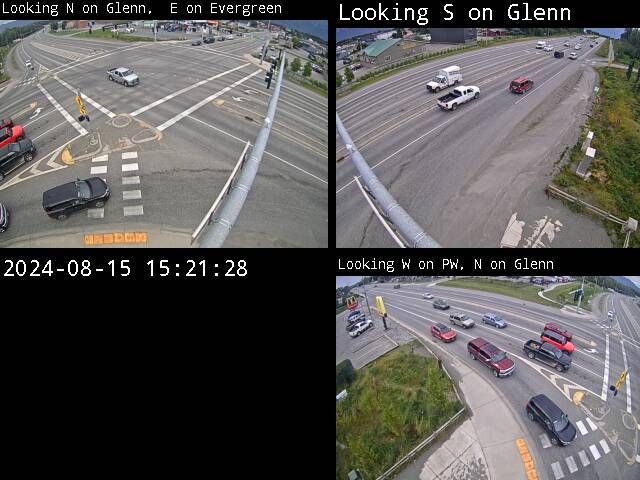 Looking N on Glenn, E on Evergreen
Looking S on Glenn
2024-08-15 15:21:28
Looking W on PW, N on Glenn